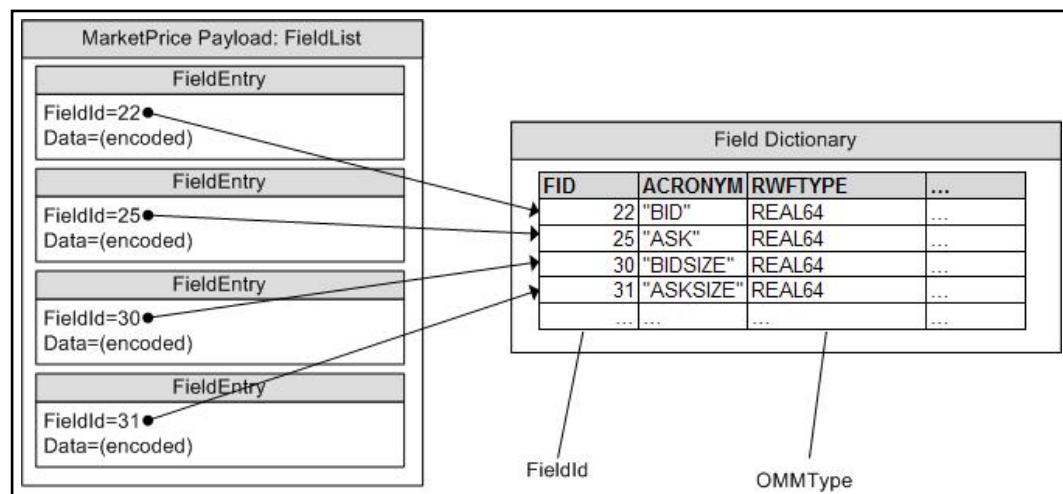 MarketPrice Payload: FieldList
FieldEntry
FieldId=22
Data=(encoded)
FieldEntry
FieldId=25
Data=(encoded)
FieldEntry
FieldId=30
Data=(encoded)
FieldEntry
FieldId=31
Data=(encoded)
Field Dictionary
FID ACRONYM RWFTYPE ...
22 "BID" REAL64 ...
25 "ASK" REAL64 ...
30 "BIDSIZE" REAL64 ...
31 "ASKSIZE" REAL64 ...
... ... ... ...
FieldId
OMMType